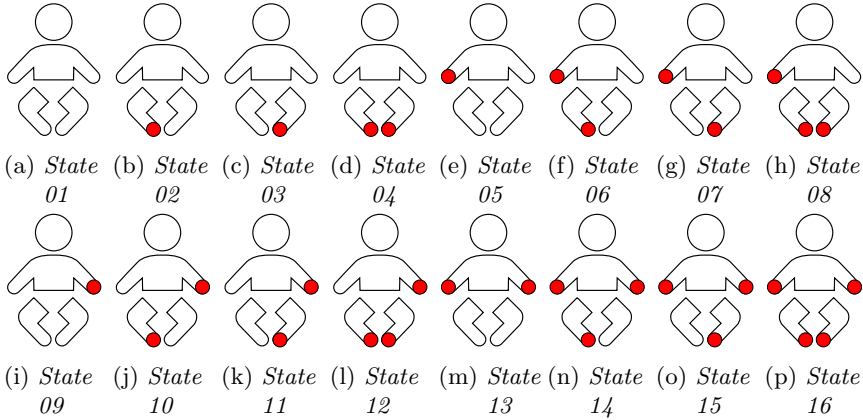 (a) State (b) State (c) State (d) State (e) State (f) State (g) State (h) State
01 02 03 04 05 06 07 08
(i) State (j) State (k) State (l) State (m) State (n) State (o) State (p) State
09 10 11 12 13 14 15 16